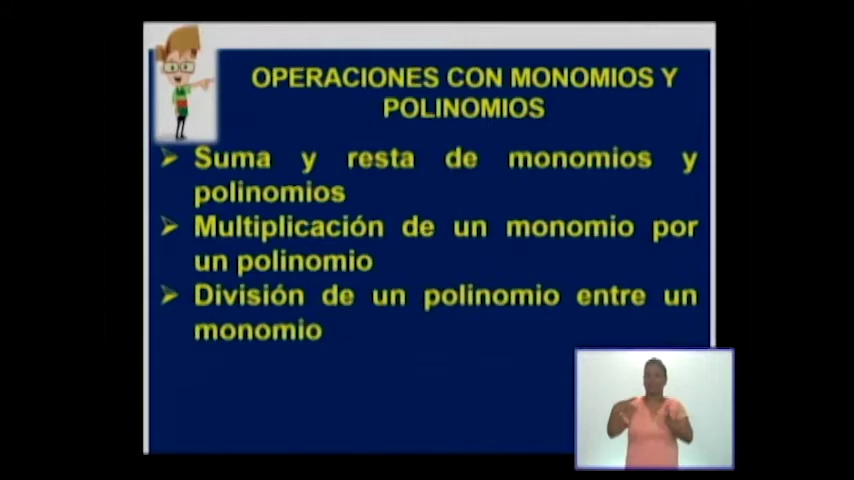 OPERACIONES CON MONOMIOS Y
POLINOMIOS
Suma y resta de monomios y
polinomios
Multiplicación de un monomio por
un polinomio
División de un polinomio entre un
monomio